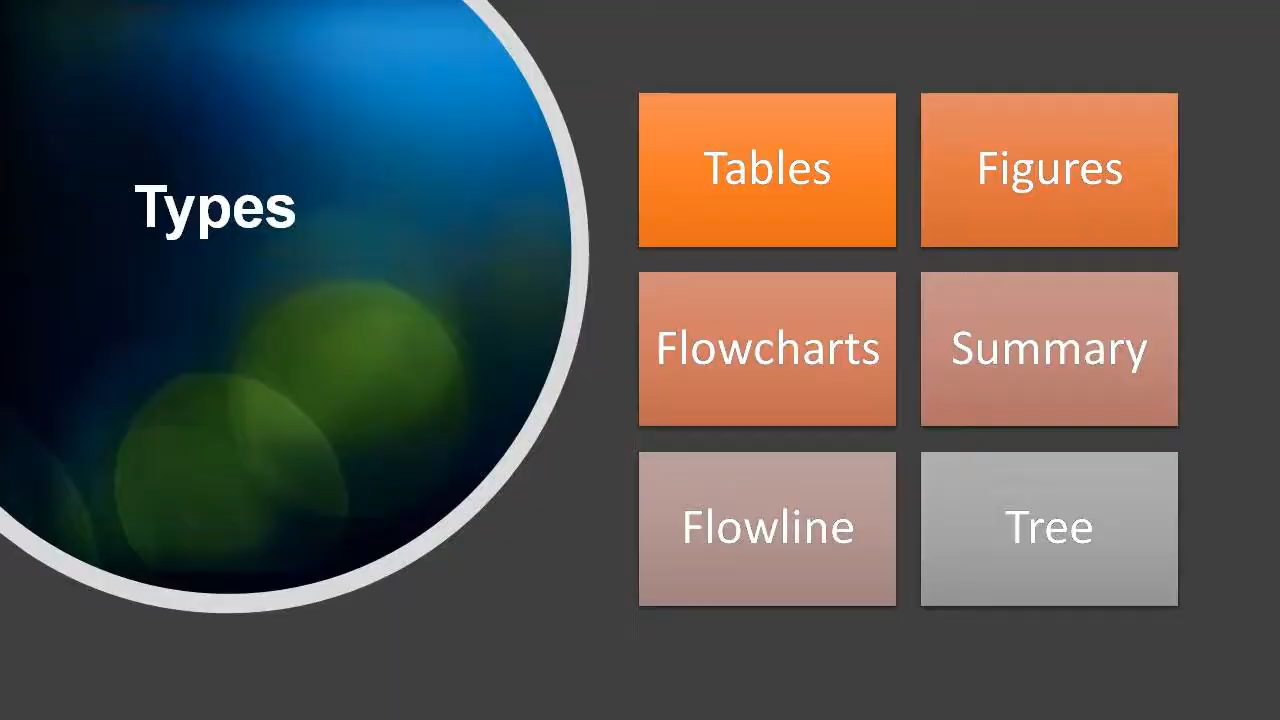 Types
Tables
Figures
Flowcharts
Summary
Flowline
Tree